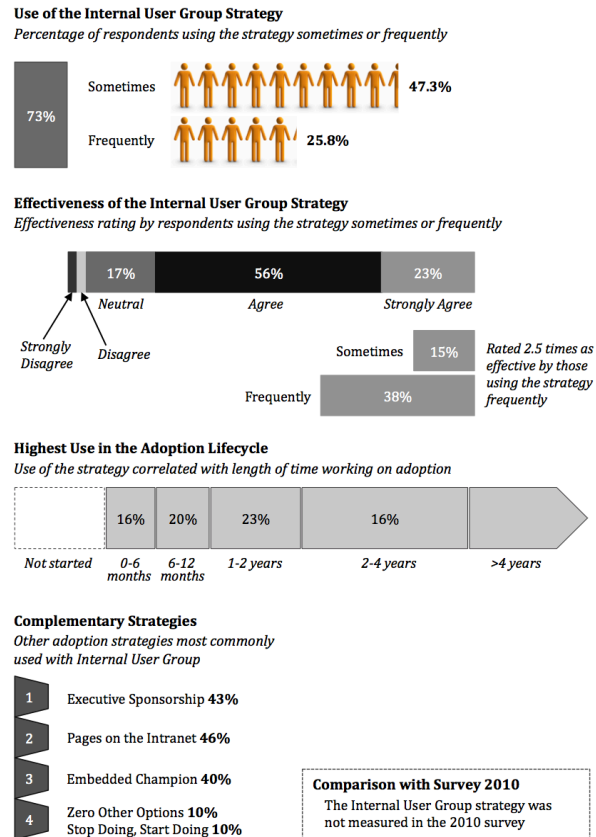 Use of the Internal User Group Strategy
Percentage of respondents using the strategy sometimes or frequently
73%
Sometimes
47.3%
Frequently
25.8%
Effectiveness of the Internal User Group Strategy
Effectiveness rating by respondents using the strategy sometimes or frequently
17%
56%
23%
Neutral
Agree
Strongly Agree
Strongly
Disagree
Disagree
Sometimes
15%
Frequently
38%
Rated 2.5 times as
effective by those
using the strategy
frequently
Highest Use in the Adoption Lifecycle
Use of the strategy correlated with length of time working on adoption
16%
20%
23%
16%
Not started
0-6
months
6-12
months
1-2 years
2-4 years
>4 years
Complementary Strategies
Other adoption strategies most commonly
used with Internal User Group
1
Executive Sponsorship 43%
2
Pages on the Intranet 46%
3
Embedded Champion 40%
4
Zero Other Options 10%
Stop Doing, Start Doing 10%
Comparison with Survey 2010
The Internal User Group strategy was
not measured in the 2010 survey